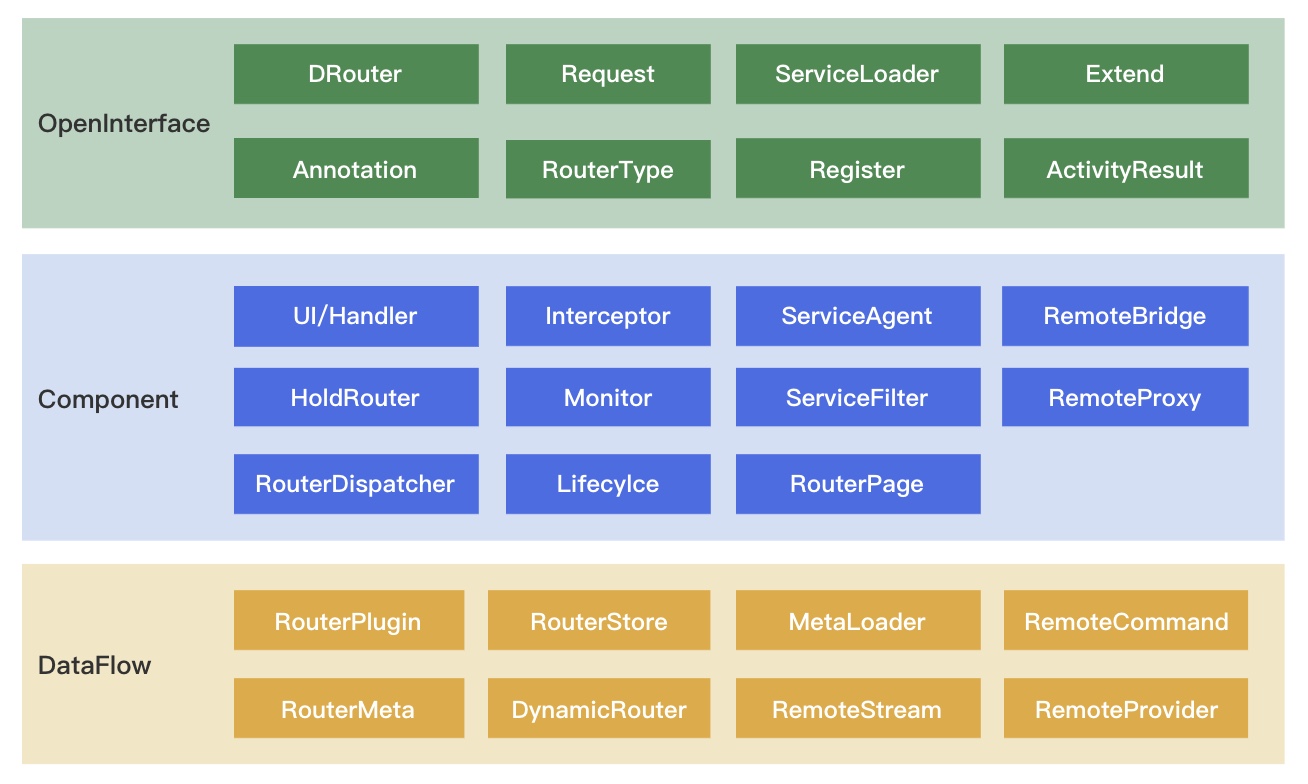 OpenInterface
DRouter
Request
ServiceLoader
Extend
Annotation
RouterType
Register
ActivityResult
Component
UI/Handler
Interceptor
ServiceAgent
RemoteBridge
HoldRouter
Monitor
ServiceFilter
RemoteProxy
RouterDispatcher
Lifecylce
RouterPage
DataFlow
RouterPlugin
RouterStore
MetaLoader
RemoteCommand
RouterMeta
DynamicRouter
RemoteStream
RemoteProvider